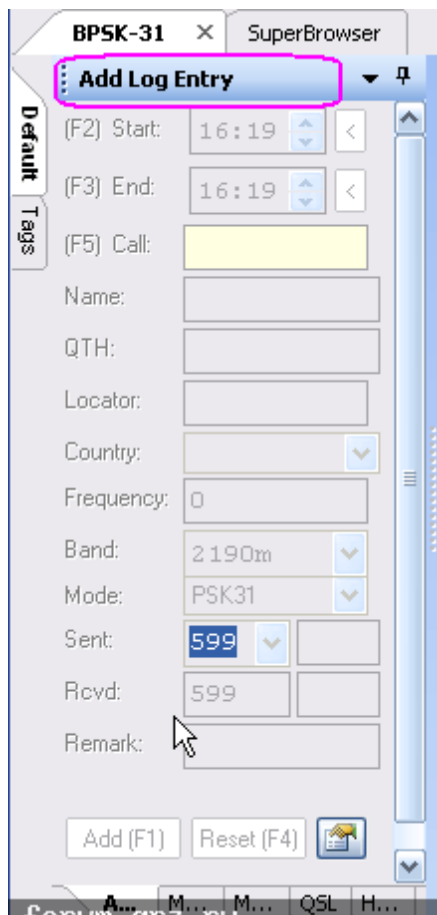 BPSK-31 SuperBrowser
Add Log Entry
Default
Tags
(F2) Start: 16:19 <
(F3) End: 16:19 <
(F5) Call:
Name:
QTH:
Locator:
Country:
Frequency: 0
Band: 2190m
Mode: PSK31
Sent: 599
Rcvd: 599
Remark:
Add (F1) Reset (F4)
A... M... M... QSL H...